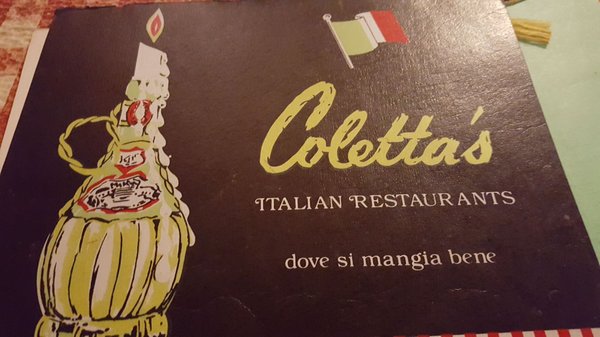 Coletta's
ITALIAN RESTAURANTS
dove si mangia bene